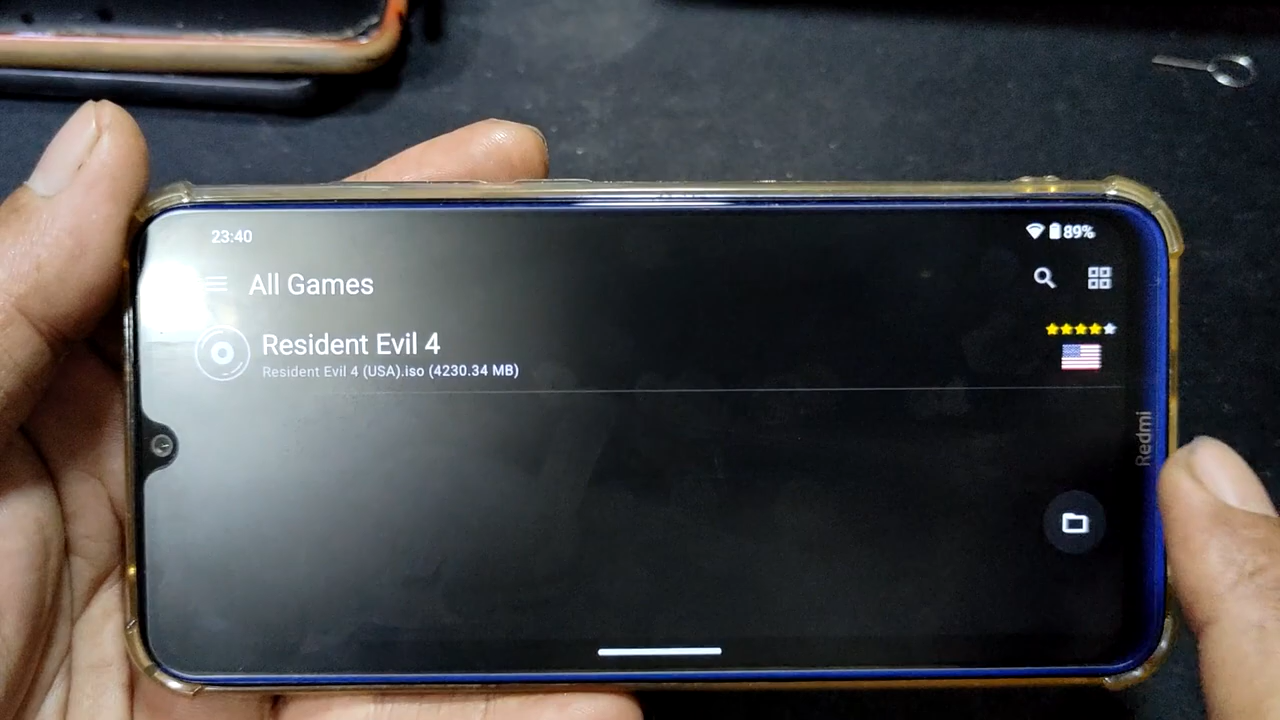 23:40
89%
All Games
Resident Evil 4
Resident Evil 4 (USA).iso (4230.34 MB)
Redmi